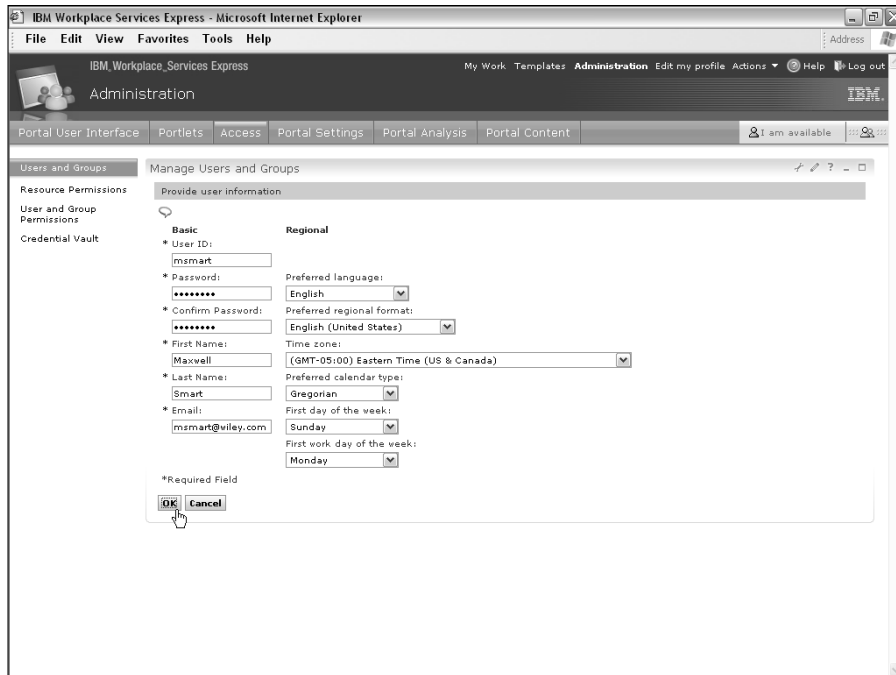 IBM Workplace Services Express - Microsoft Internet Explorer
File Edit View Favorites Tools Help Address
IBM_Workplace_Services Express My Work Templates Administration Edit my profile Actions Help Log out
Administration IBM.
Portal User Interface Portlets Access Portal Settings Portal Analysis Portal Content I am available
Users and Groups
Resource Permissions
User and Group
Permissions
Credential Vault
Manage Users and Groups ?
Provide user information
Basic Regional
* User ID:
msmart
* Password: Preferred language:
•••••••• English
* Confirm Password: Preferred regional format:
•••••••• English (United States)
* First Name: Time zone:
Maxwell (GMT-05:00) Eastern Time (US & Canada)
* Last Name: Preferred calendar type:
Smart Gregorian
* Email: First day of the week:
msmart@wiley.com Sunday
First work day of the week:
Monday
*Required Field
OK Cancel